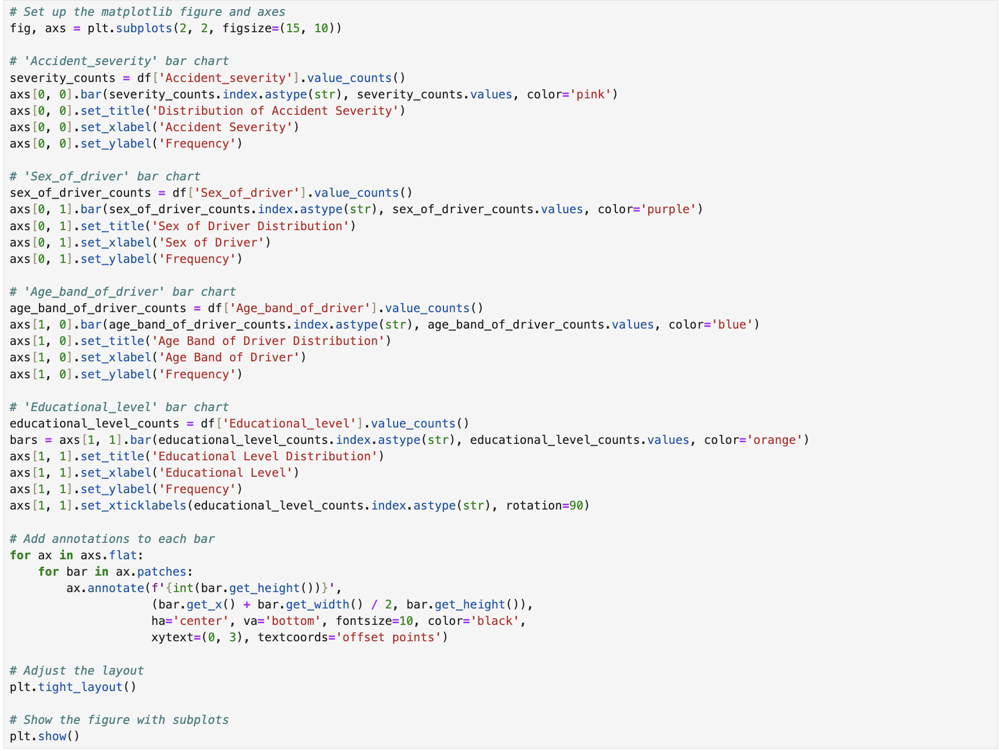 # Set up the matplotlib figure and axes
fig, axs = plt.subplots(2, 2, figsize=(15, 10))

# 'Accident_severity' bar chart
severity_counts = df['Accident_severity'].value_counts()
axs[0, 0].bar(severity_counts.index.astype(str), severity_counts.values, color='pink')
axs[0, 0].set_title('Distribution of Accident Severity')
axs[0, 0].set_xlabel('Accident Severity')
axs[0, 0].set_ylabel('Frequency')

# 'Sex_of_driver' bar chart
sex_of_driver_counts = df['Sex_of_driver'].value_counts()
axs[0, 1].bar(sex_of_driver_counts.index.astype(str), sex_of_driver_counts.values, color='purple')
axs[0, 1].set_title('Sex of Driver Distribution')
axs[0, 1].set_xlabel('Sex of Driver')
axs[0, 1].set_ylabel('Frequency')

# 'Age_band_of_driver' bar chart
age_band_of_driver_counts = df['Age_band_of_driver'].value_counts()
axs[1, 0].bar(age_band_of_driver_counts.index.astype(str), age_band_of_driver_counts.values, color='blue')
axs[1, 0].set_title('Age Band of Driver Distribution')
axs[1, 0].set_xlabel('Age Band of Driver')
axs[1, 0].set_ylabel('Frequency')

# 'Educational_level' bar chart
educational_level_counts = df['Educational_level'].value_counts()
bars = axs[1, 1].bar(educational_level_counts.index.astype(str), educational_level_counts.values, color='orange')
axs[1, 1].set_title('Educational Level Distribution')
axs[1, 1].set_xlabel('Educational Level')
axs[1, 1].set_ylabel('Frequency')
axs[1, 1].set_xticklabels(educational_level_counts.index.astype(str), rotation=90)

# Add annotations to each bar
for ax in axs.flat:
    for bar in ax.patches:
        ax.annotate(f'{int(bar.get_height())}',
                    (bar.get_x() + bar.get_width() / 2, bar.get_height()),
                    ha='center', va='bottom', fontsize=10, color='black',
                    xytext=(0, 3), textcoords='offset points')

# Adjust the layout
plt.tight_layout()

# Show the figure with subplots
plt.show()